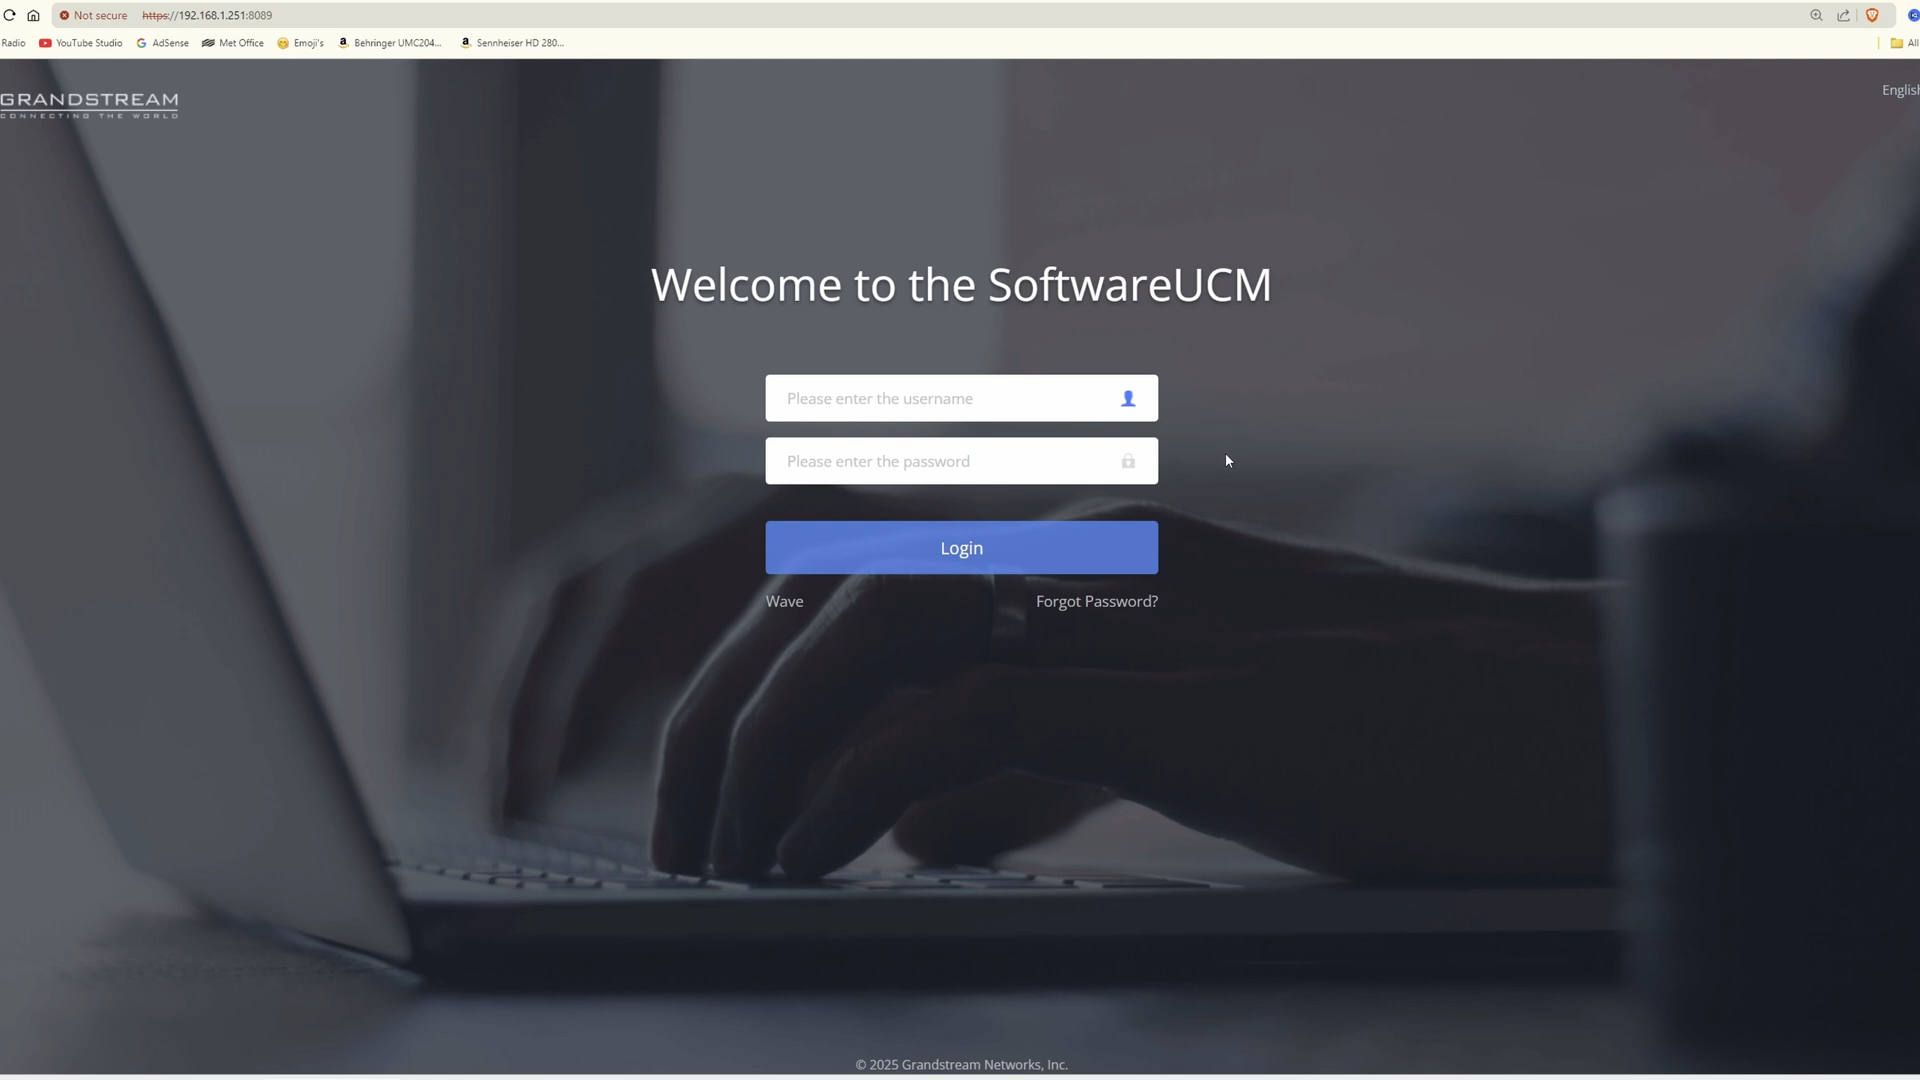 Not secure https://192.168.1.251:8089
Radio YouTube Studio AdSense Met Office Emoji's Behringer UMC204... Sennheiser HD 280... All
GRANDSTREAM
CONNECTING THE WORLD
English
Welcome to the SoftwareUCM
Please enter the username
Please enter the password
Login
Wave Forgot Password?
© 2025 Grandstream Networks, Inc.